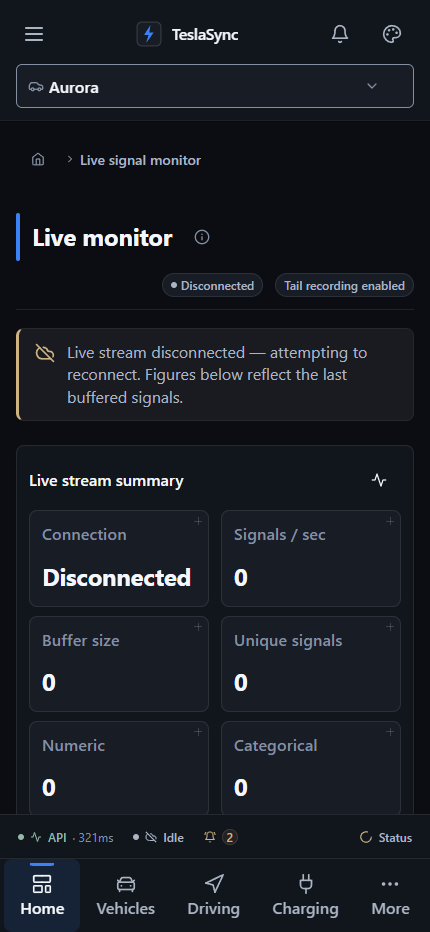 TeslaSync
Aurora
Live signal monitor
Live monitor
Disconnected
Tail recording enabled
Live stream disconnected — attempting to
reconnect. Figures below reflect the last
buffered signals.
Live stream summary
Connection
Disconnected
Signals / sec
0
Buffer size
0
Unique signals
0
Numeric
0
Categorical
0
API · 321ms
Idle
2
Status
Home
Vehicles
Driving
Charging
More